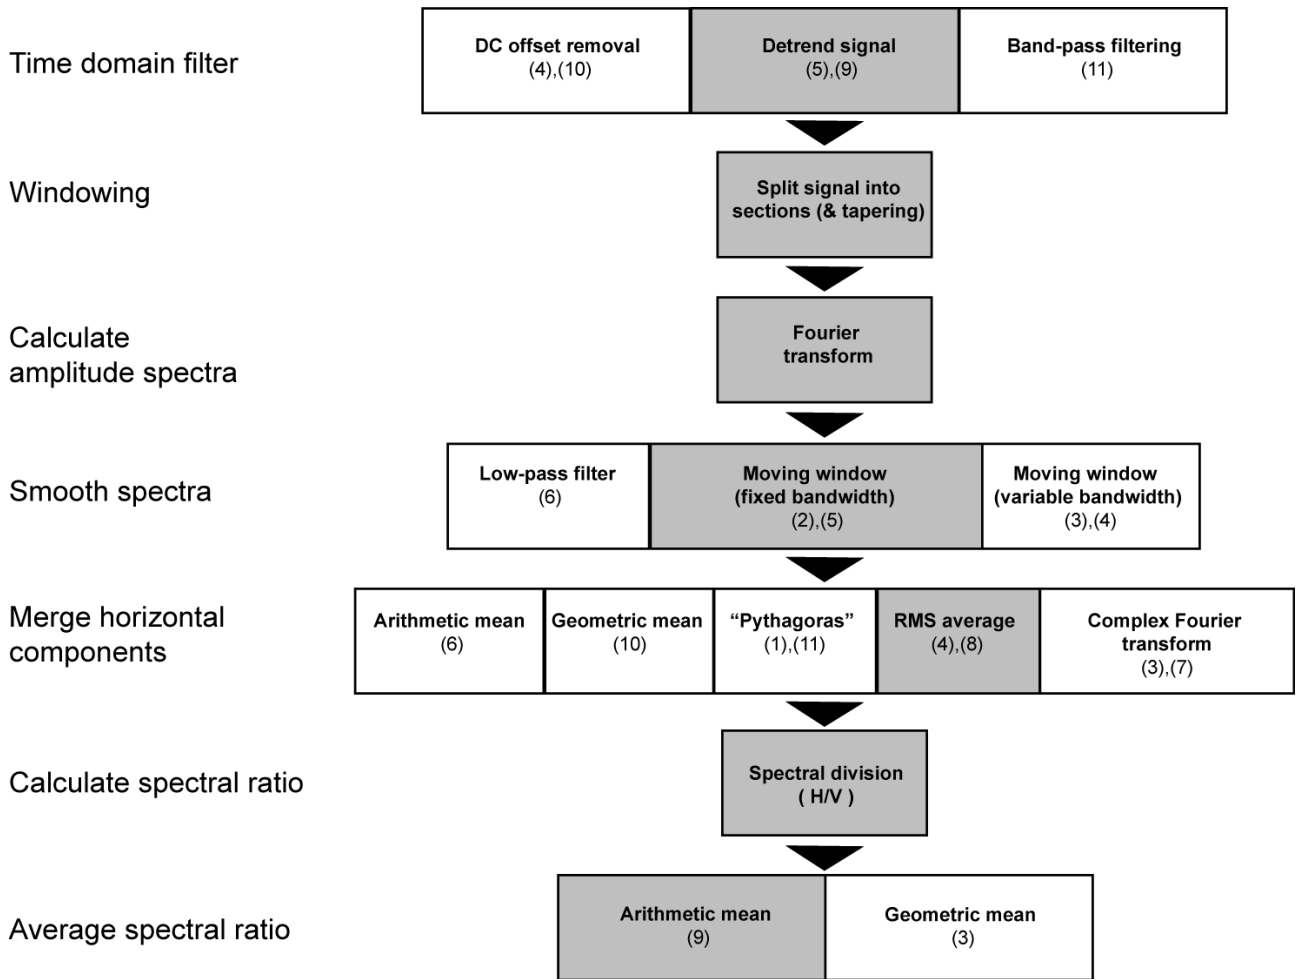 Time domain filter
DC offset removal
(4),(10)
Detrend signal
(5),(9)
Band-pass filtering
(11)
Windowing
Split signal into
sections (& tapering)
Calculate
amplitude spectra
Fourier
transform
Smooth spectra
Low-pass filter
(6)
Moving window
(fixed bandwidth)
(2),(5)
Moving window
(variable bandwidth)
(3),(4)
Merge horizontal
components
Arithmetic mean
(6)
Geometric mean
(10)
“Pythagoras”
(1),(11)
RMS average
(4),(8)
Complex Fourier
transform
(3),(7)
Calculate spectral ratio
Spectral division
( H/V )
Average spectral ratio
Arithmetic mean
(9)
Geometric mean
(3)